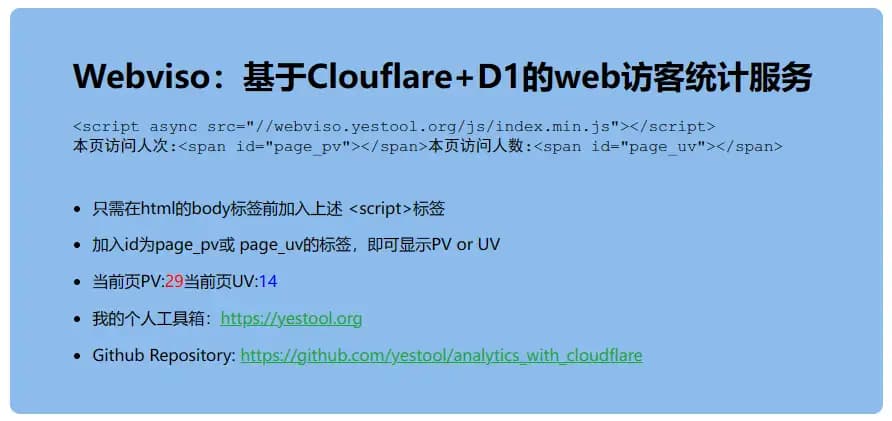 Webviso：基于Clouflare+D1的web访客统计服务
<script async src="//webviso.yestool.org/js/index.min.js"></script>
本页访问人次:<span id="page_pv"></span>本页访问人数:<span id="page_uv"></span>
• 只需在html的body标签前加入上述 <script>标签
• 加入id为page_pv或 page_uv的标签，即可显示PV or UV
• 当前页PV:29当前页UV:14
• 我的个人工具箱：https://yestool.org
• Github Repository: https://github.com/yestool/analytics_with_cloudflare